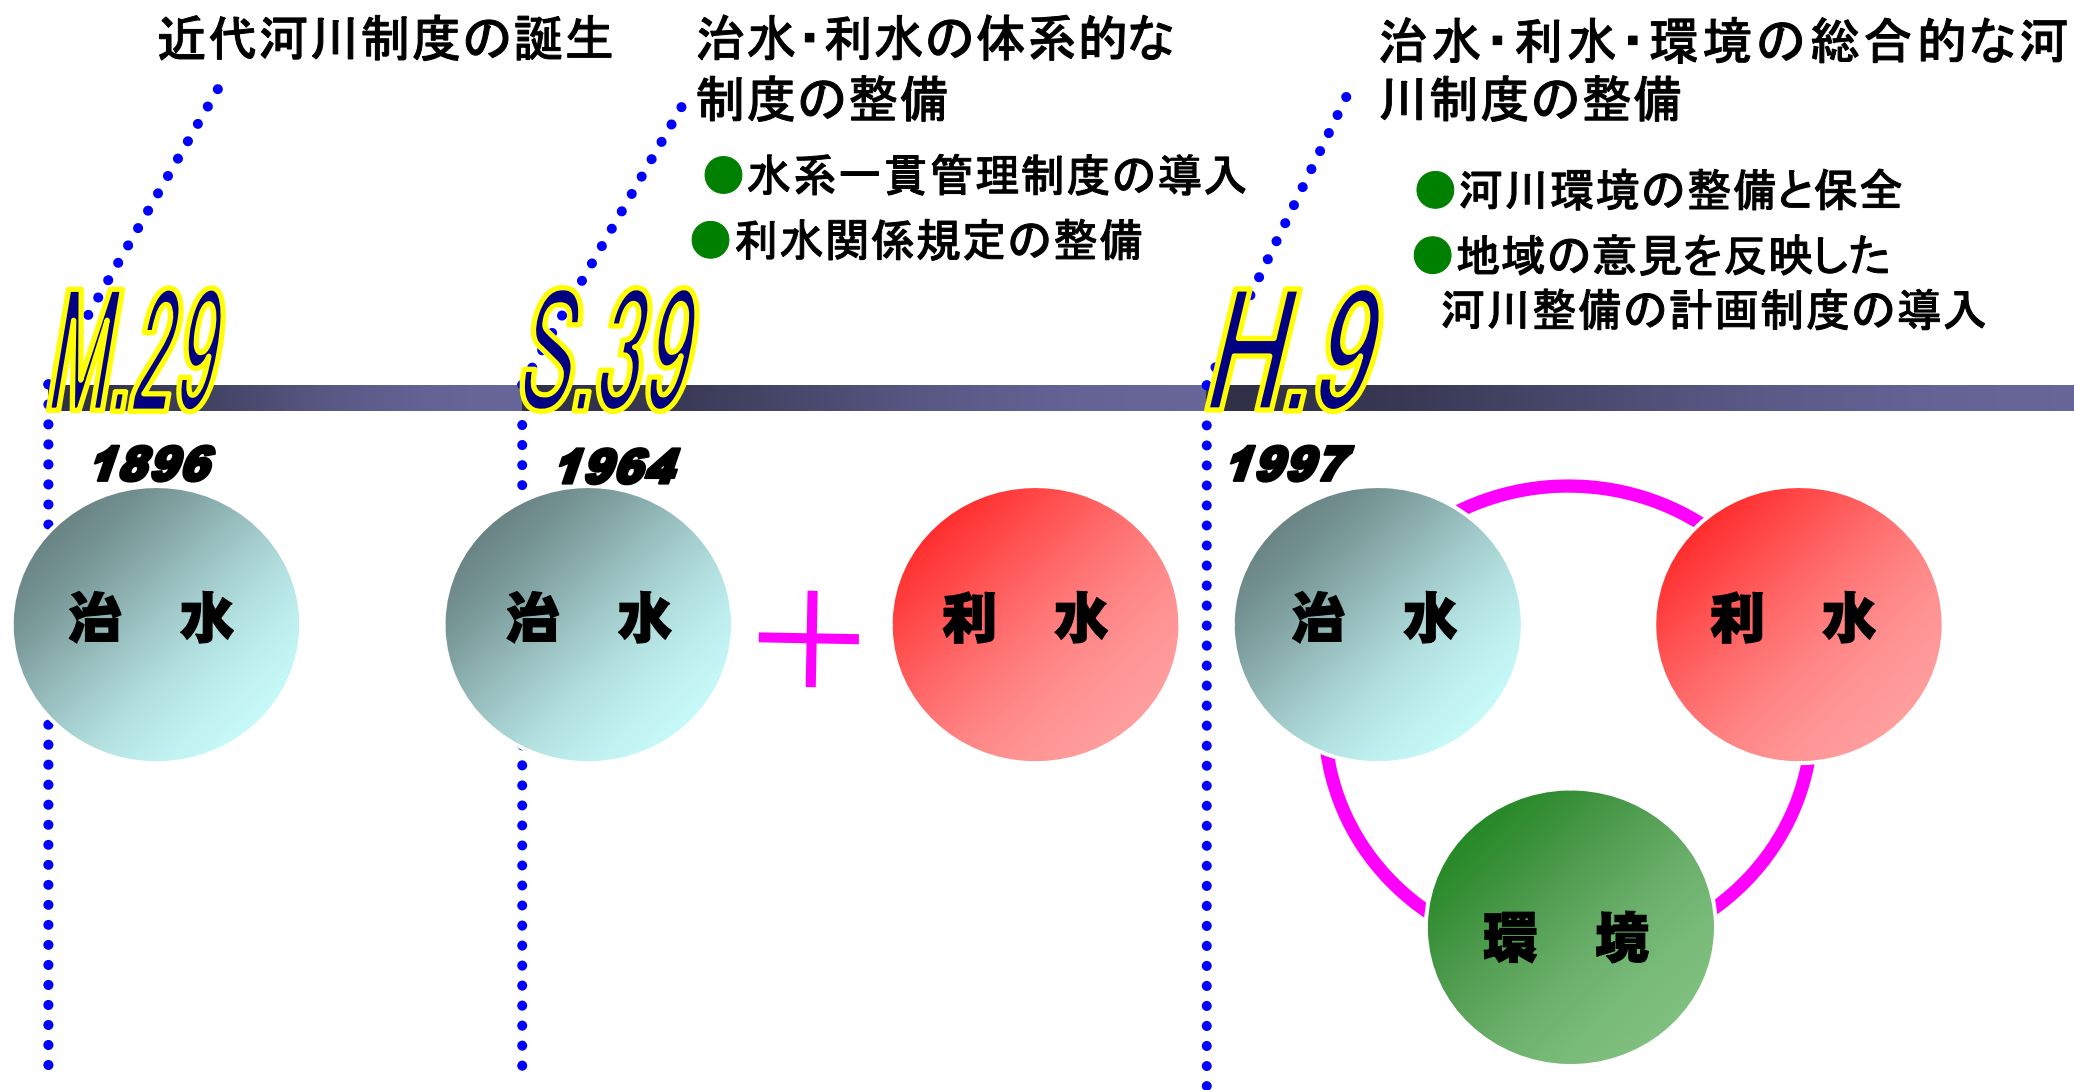 近代河川制度の誕生
治水・利水の体系的な
制度の整備
●水系一貫管理制度の導入
●利水関係規定の整備
治水・利水・環境の総合的な河
川制度の整備
●河川環境の整備と保全
●地域の意見を反映した
河川整備の計画制度の導入
M.29
S.39
H.9
1896
1964
1997
治 水
治 水
利 水
治 水
利 水
環 境